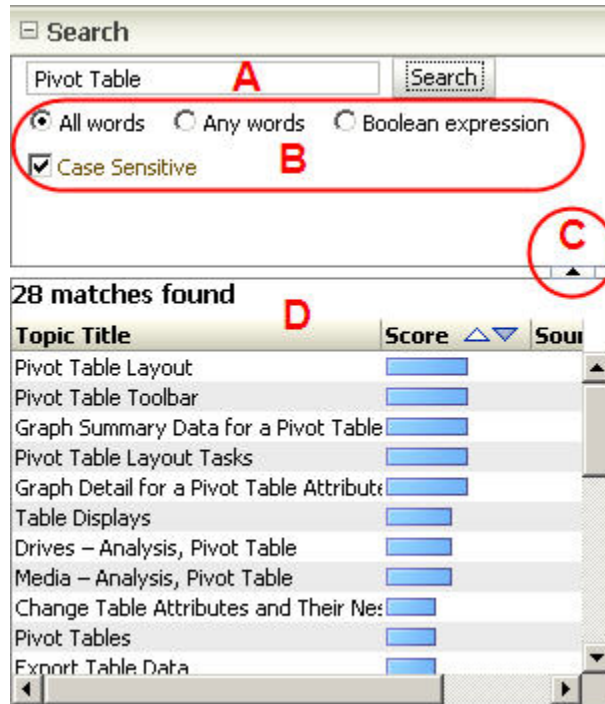 Search
Pivot Table A Search
All words Any words Boolean expression
Case Sensitive B
C
28 matches found
D
Topic Title Score Sour
Pivot Table Layout
Pivot Table Toolbar
Graph Summary Data for a Pivot Table
Pivot Table Layout Tasks
Graph Detail for a Pivot Table Attribute
Table Displays
Drives – Analysis, Pivot Table
Media – Analysis, Pivot Table
Change Table Attributes and Their Nes
Pivot Tables
Export Table Data